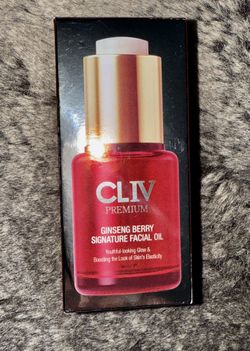 CLIV
PREMIUM
GINSENG BERRY
SIGNATURE FACIAL OIL
Youthful-looking Glow &
Boosting the Look of Skin's Elasticity